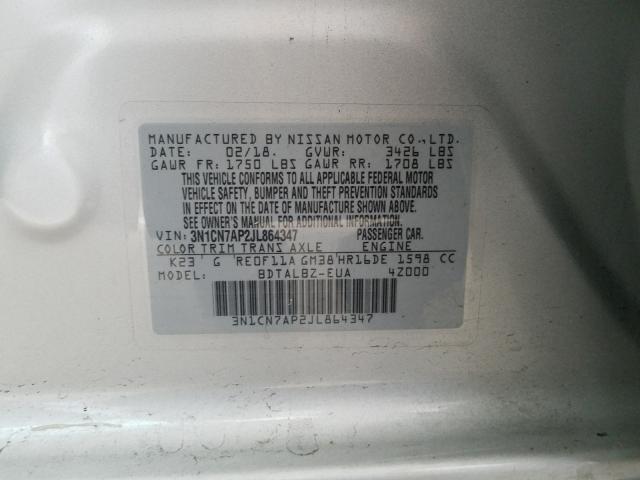 MANUFACTURED BY NISSAN MOTOR CO.,LTD.
DATE: 02/18. GVWR: 3426 LBS
GAWR FR: 1750 LBS GAWR RR: 1708 LBS
THIS VEHICLE CONFORMS TO ALL APPLICABLE FEDERAL MOTOR
VEHICLE SAFETY, BUMPER AND THEFT PREVENTION STANDARDS
IN EFFECT ON THE DATE OF MANUFACTURE SHOWN ABOVE.
SEE OWNER'S MANUAL FOR ADDITIONAL INFORMATION.
VIN: 3N1CN7AP2JL864347 PASSENGER CAR.
COLOR TRIM TRANS AXLE ENGINE
K23 G RE0F11A GM38 HR16DE 1598 CC
MODEL: BDTALBZ-EUA 4Z000
3N1CN7AP2JL864347